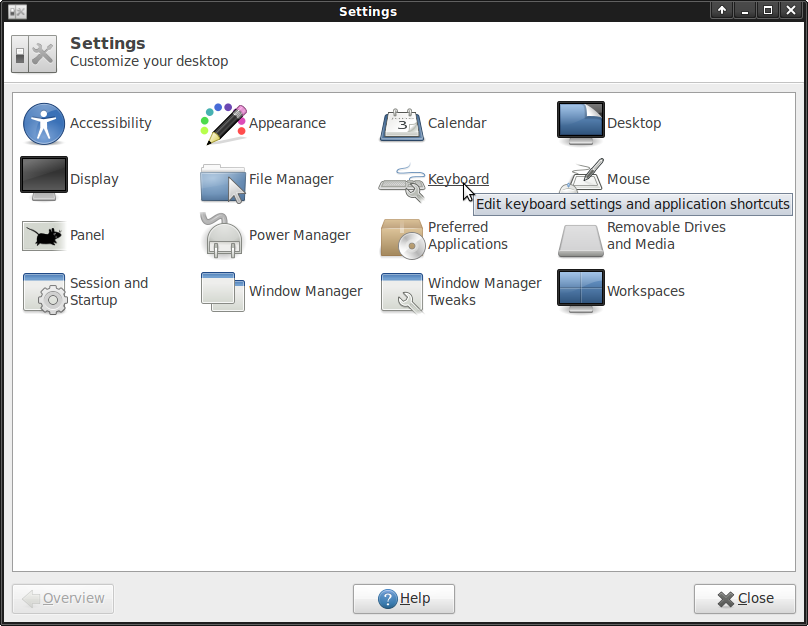 Settings
Settings
Customize your desktop
Accessibility
Appearance
Calendar
3
Desktop
Display
File Manager
Keyboard
Mouse
Edit keyboard settings and application shortcuts
Panel
Power Manager
Preferred
Applications
Removable Drives
and Media
Session and
Startup
Window Manager
Window Manager
Tweaks
Workspaces
Overview
? Help
Close